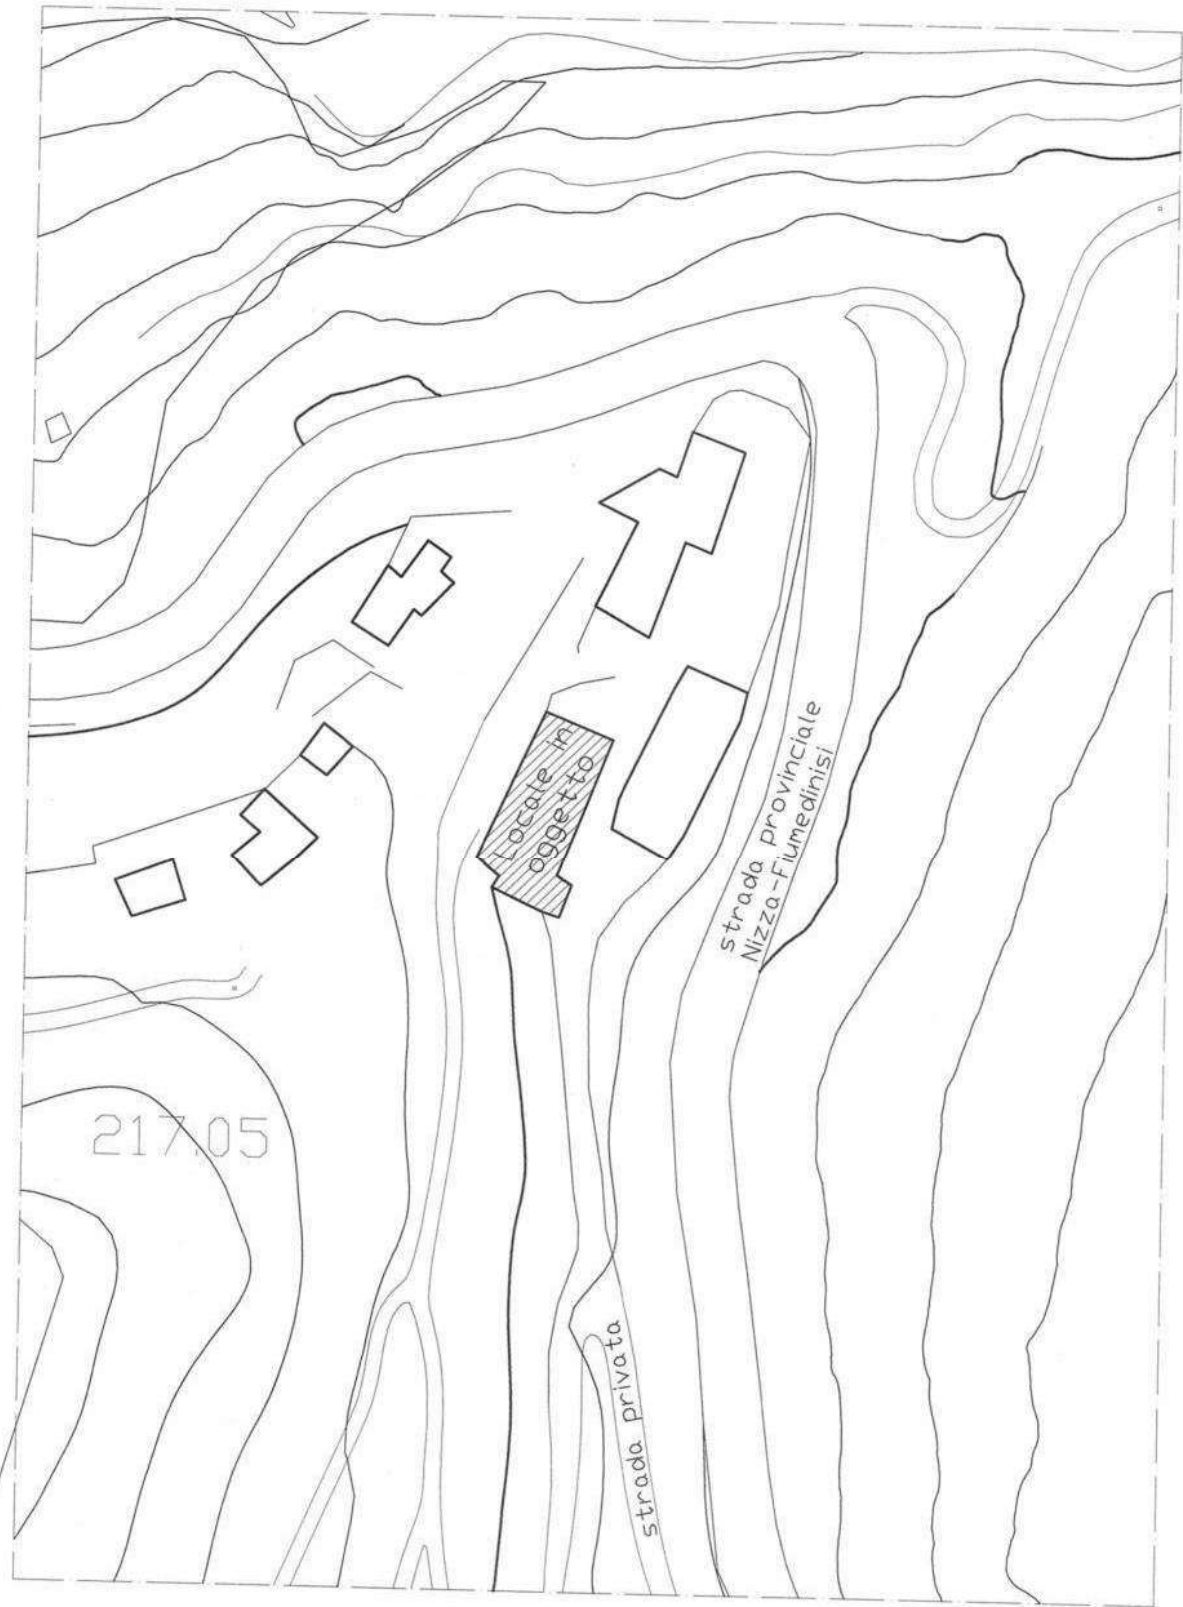 Locale in
oggetto
strada provinciale
Nizza-Fiumedinisi
217.05
strada privata